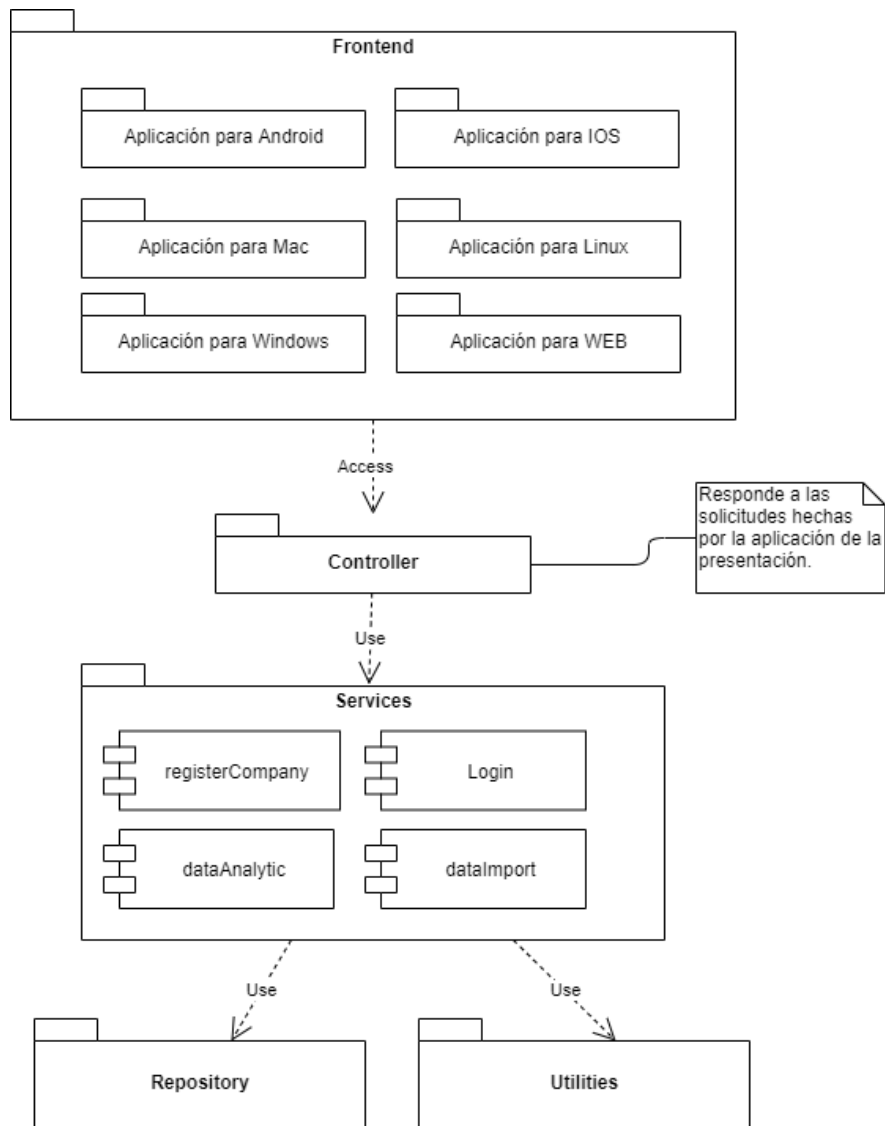 Frontend
Aplicación para Android
Aplicación para IOS
Aplicación para Mac
Aplicación para Linux
Aplicación para Windows
Aplicación para WEB
Access
Responde a las
solicitudes hechas
por la aplicación de la
presentación.
Controller
Use
Services
registerCompany
Login
dataAnalytic
dataImport
Use
Use
Repository
Utilities